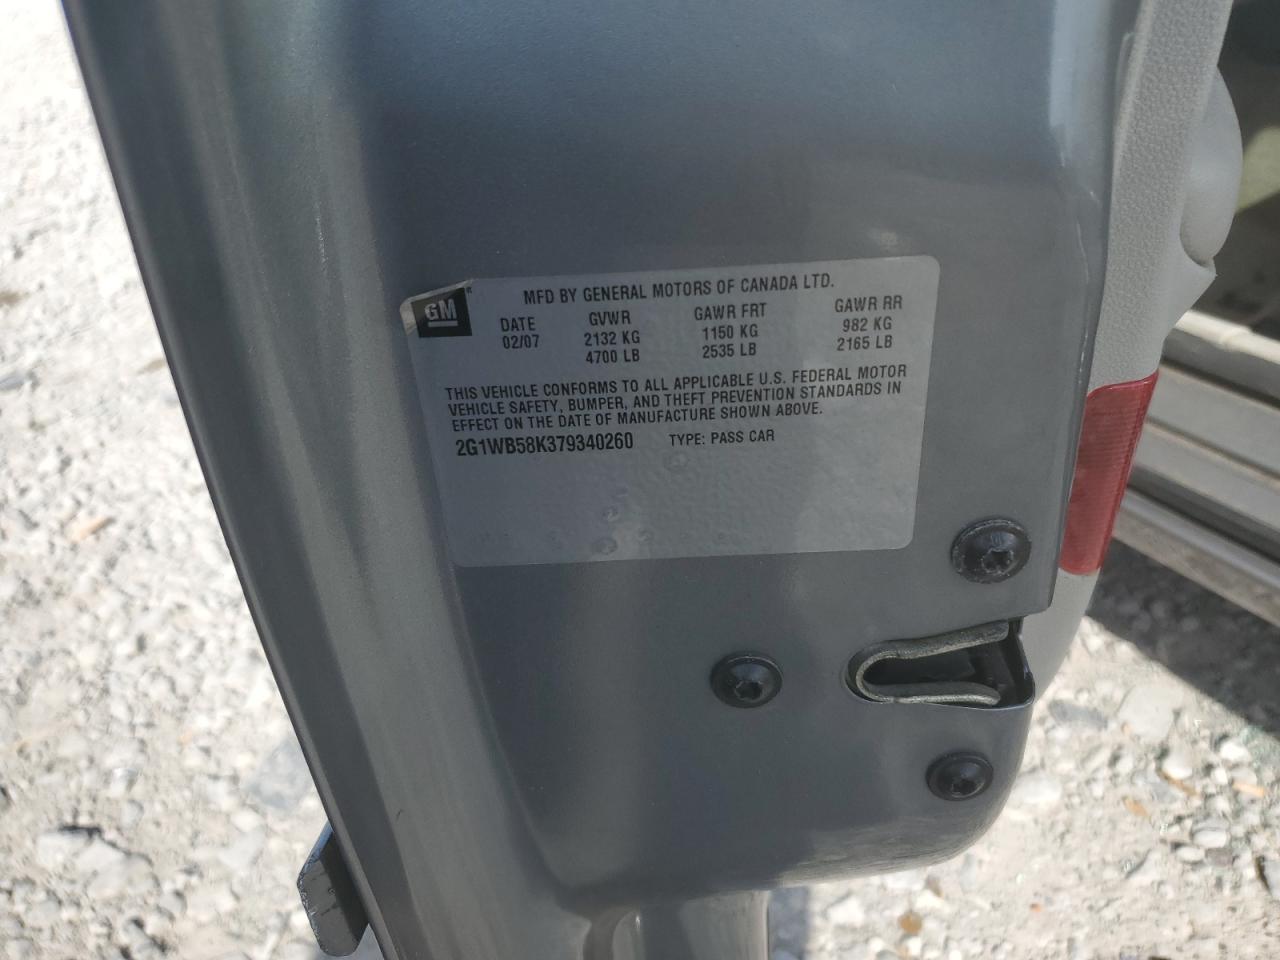 GM®
MFD BY GENERAL MOTORS OF CANADA LTD.
DATE GVWR GAWR FRT GAWR RR
02/07 2132 KG 1150 KG 982 KG
4700 LB 2535 LB 2165 LB
THIS VEHICLE CONFORMS TO ALL APPLICABLE U.S. FEDERAL MOTOR
VEHICLE SAFETY, BUMPER, AND THEFT PREVENTION STANDARDS IN
EFFECT ON THE DATE OF MANUFACTURE SHOWN ABOVE.
2G1WB58K379340260 TYPE: PASS CAR